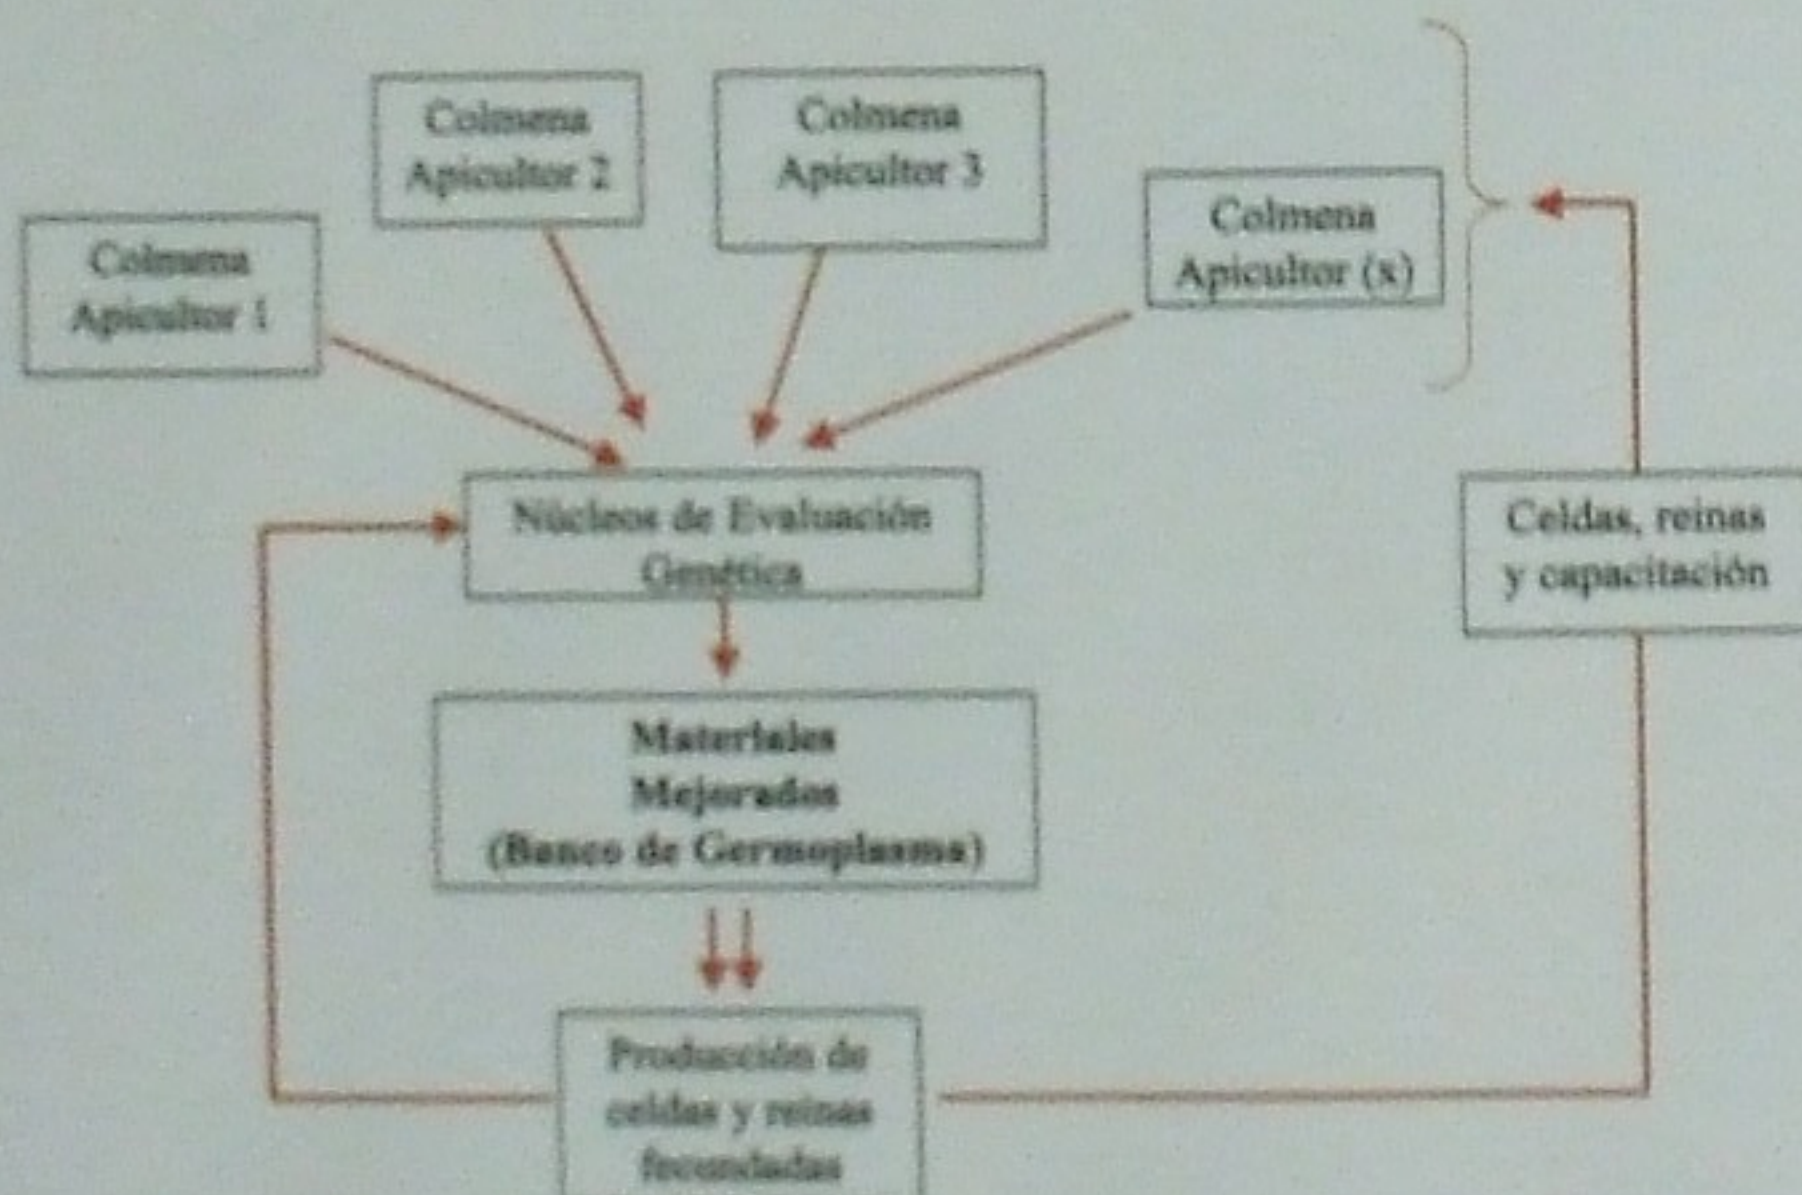 Colmena
Apicultor 1
Colmena
Apicultor 2
Colmena
Apicultor 3
Colmena
Apicultor (x)
Núcleos de Evaluación
Genética
Celdas, reinas
y capacitación
Materiales
Mejorados
(Banco de Germoplasma)
Producción de
celdas y reinas
fecundadas